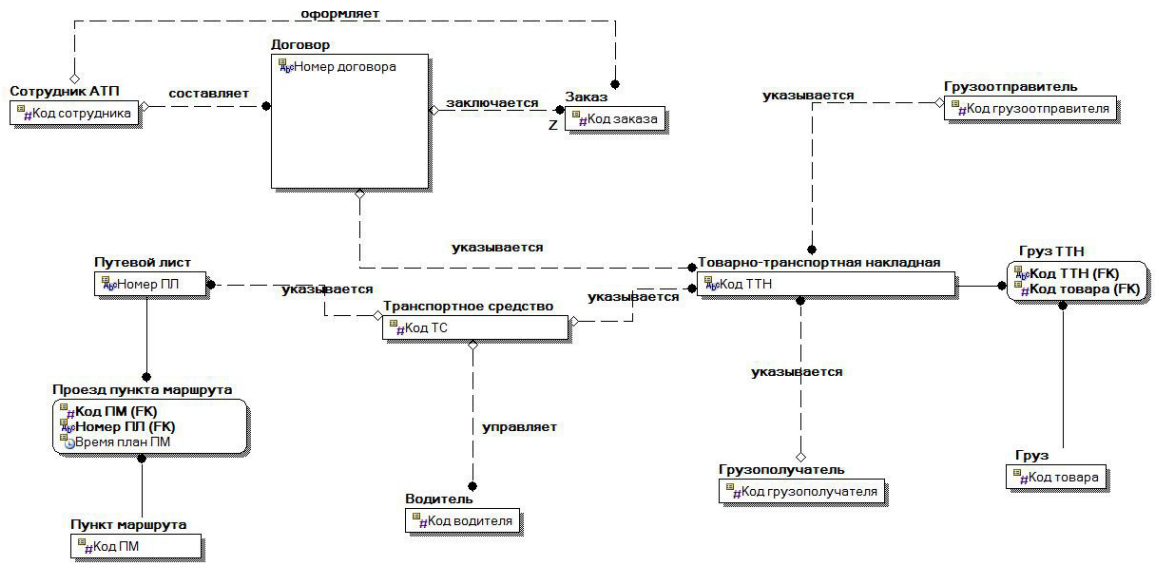 оформляет
Договор
Номер договора
Сотрудник АТП
#Код сотрудника
составляет
заключается
Z
Заказ
#Код заказа
указывается
Грузоотправитель
#Код грузоотправителя
указывается
Путевой лист
Номер ПЛ
указывается
Транспортное средство
#Код ТС
указывается
Товарно-транспортная накладная
Код ТТН
Груз ТТН
Код ТТН (FK)
#Код товара (FK)
указывается
Проезд пункта маршрута
#Код ПМ (FK)
Номер ПЛ (FK)
Время план ПМ
управляет
Грузополучатель
#Код грузополучателя
Груз
#Код товара
Водитель
#Код водителя
Пункт маршрута
#Код ПМ